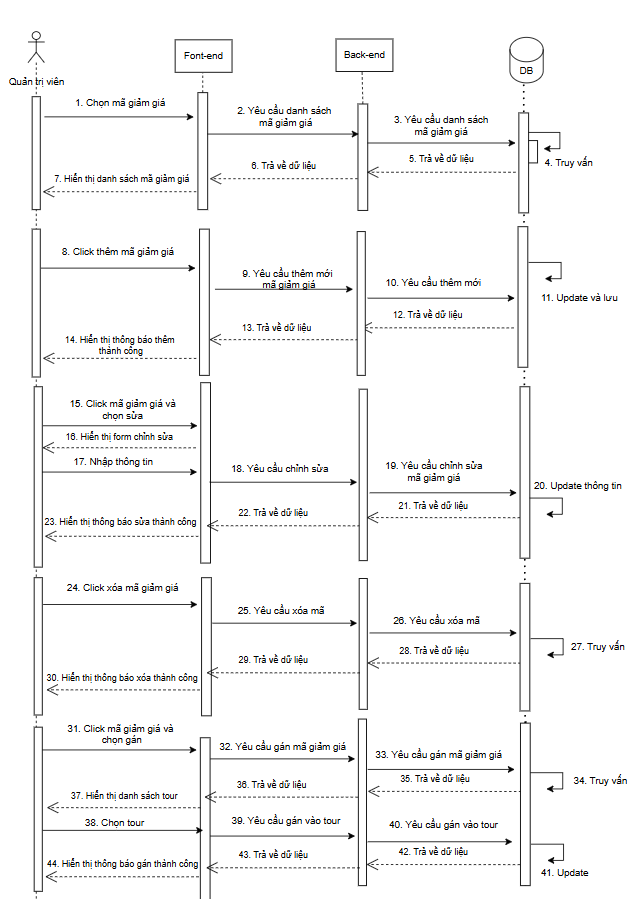 Quản trị viên
Font-end
Back-end
DB
1. Chọn mã giảm giá
2. Yêu cầu danh sách
mã giảm giá
3. Yêu cầu danh sách
mã giảm giá
4. Truy vấn
5. Trả về dữ liệu
6. Trả về dữ liệu
7. Hiển thị danh sách mã giảm giá
8. Click thêm mã giảm giá
9. Yêu cầu thêm mới
mã giảm giá
10. Yêu cầu thêm mới
11. Update và lưu
12. Trả về dữ liệu
13. Trả về dữ liệu
14. Hiển thị thông báo thêm
thành công
15. Click mã giảm giá và
chọn sửa
16. Hiển thị form chỉnh sửa
17. Nhập thông tin
18. Yêu cầu chỉnh sửa
19. Yêu cầu chỉnh sửa
mã giảm giá
20. Update thông tin
21. Trả về dữ liệu
22. Trả về dữ liệu
23. Hiển thị thông báo sửa thành công
24. Click xóa mã giảm giá
25. Yêu cầu xóa mã
26. Yêu cầu xóa mã
27. Truy vấn
28. Trả về dữ liệu
29. Trả về dữ liệu
30. Hiển thị thông báo xóa thành công
31. Click mã giảm giá và
chọn gán
32. Yêu cầu gán mã giảm giá
33. Yêu cầu gán mã giảm giá
34. Truy vấn
35. Trả về dữ liệu
36. Trả về dữ liệu
37. Hiển thị danh sách tour
38. Chọn tour
39. Yêu cầu gán vào tour
40. Yêu cầu gán vào tour
41. Update
42. Trả về dữ liệu
43. Trả về dữ liệu
44. Hiển thị thông báo gán thành công